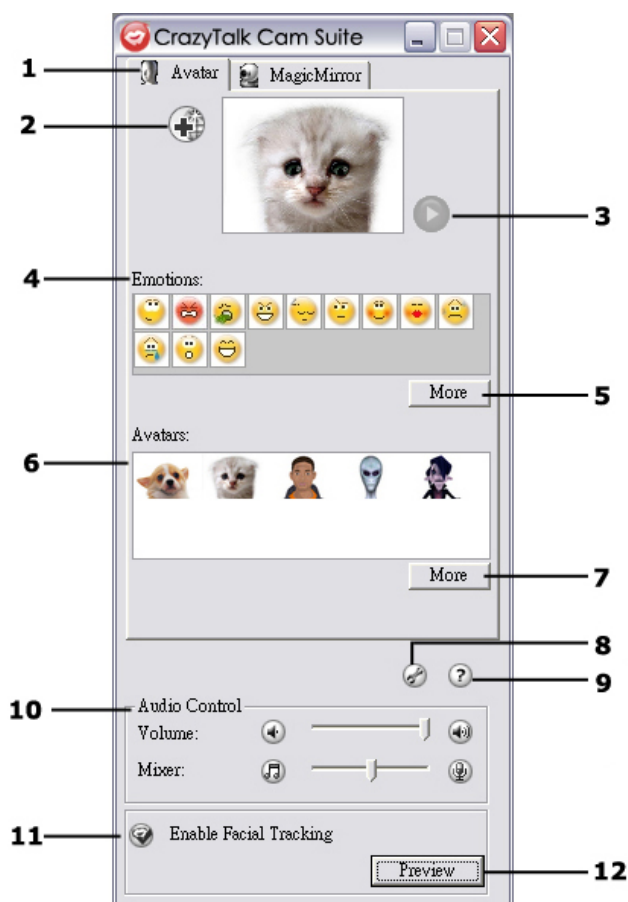 CrazyTalk Cam Suite
1
Avatar
MagicMirror
2
3
4
Emotions:
More
5
Avatars:
6
More
7
8
?
9
10
Audio Control
Volume:
Mixer:
11
Enable Facial Tracking
Preview
12